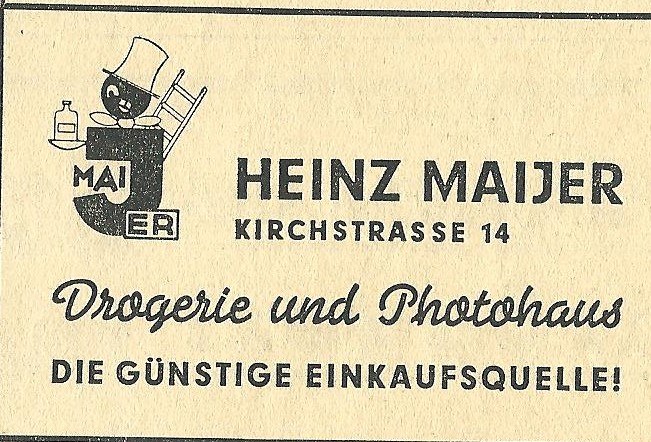 MAI
J
ER
HEINZ MAIJER
KIRCHSTRASSE 14
Drogerie und Photohaus
DIE GÜNSTIGE EINKAUFSQUELLE!